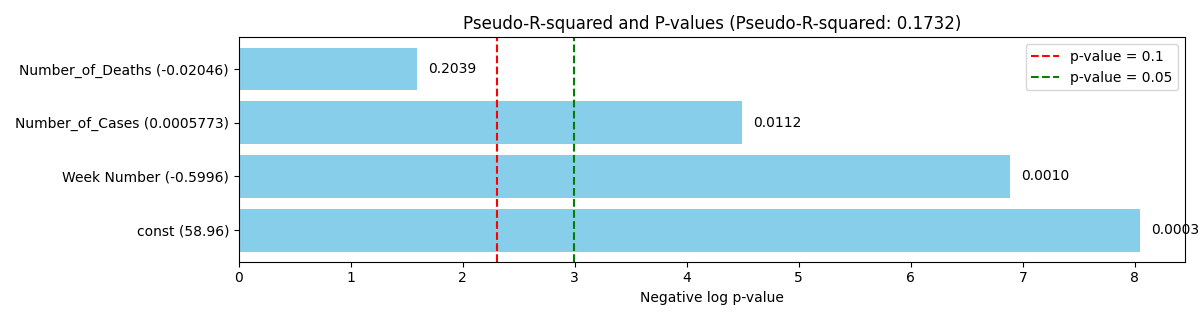 Pseudo-R-squared and P-values (Pseudo-R-squared: 0.1732)
p-value = 0.1
p-value = 0.05
Number_of_Deaths (-0.02046)
0.2039
Number_of_Cases (0.0005773)
0.0112
Week Number (-0.5996)
0.0010
const (58.96)
0.0003
0 1 2 3 4 5 6 7 8
Negative log p-value